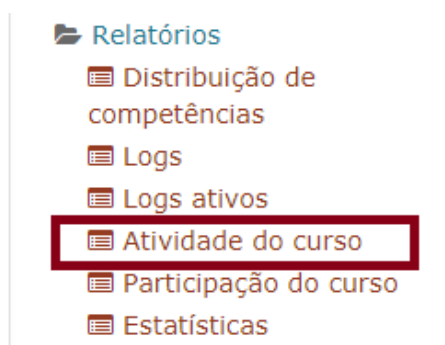 Relatórios
Distribuição de
competências
Logs
Logs ativos
Atividade do curso
Participação do curso
Estatísticas